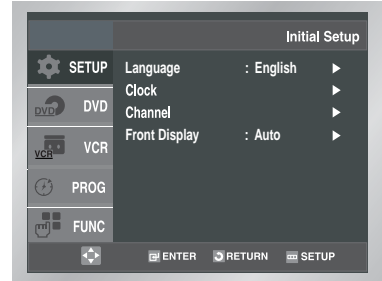 Initial Setup
SETUP
DVD
DVD
VCR
VCR
PROG
FUNC
Language : English ►
Clock ►
Channel ►
Front Display : Auto ►
ENTER RETURN SETUP